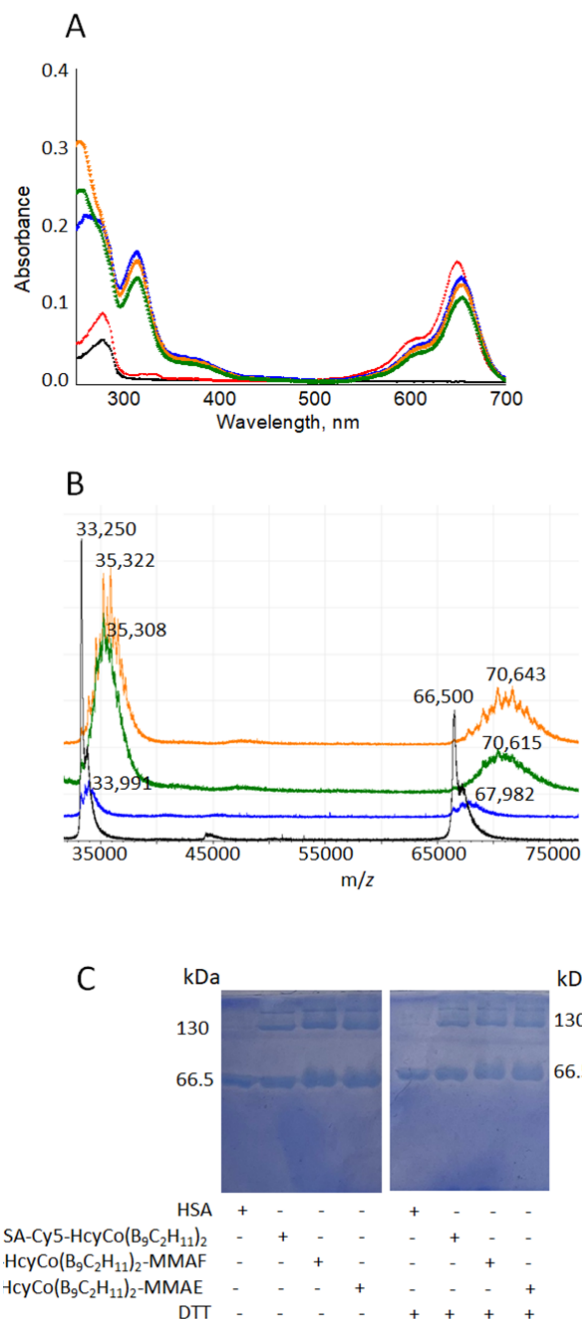 A
0.4
0.3
0.2
0.1
0.0
Absorbance
300 400 500 600 700
Wavelength, nm
B
33,250
35,322
35,308
33,991
66,500
70,643
70,615
67,982
35000 45000 55000 65000 75000
m/z
C
kDa kD
130 130
66.5 66.
HSA + - - - + - - -
SA-Cy5-HcyCo(B₉C₂H₁₁)₂ - + - - - + - -
-HcyCo(B₉C₂H₁₁)₂-MMAF - - + - - - + -
HcyCo(B₉C₂H₁₁)₂-MMAE - - - + - - - +
DTT - - - - + + + +